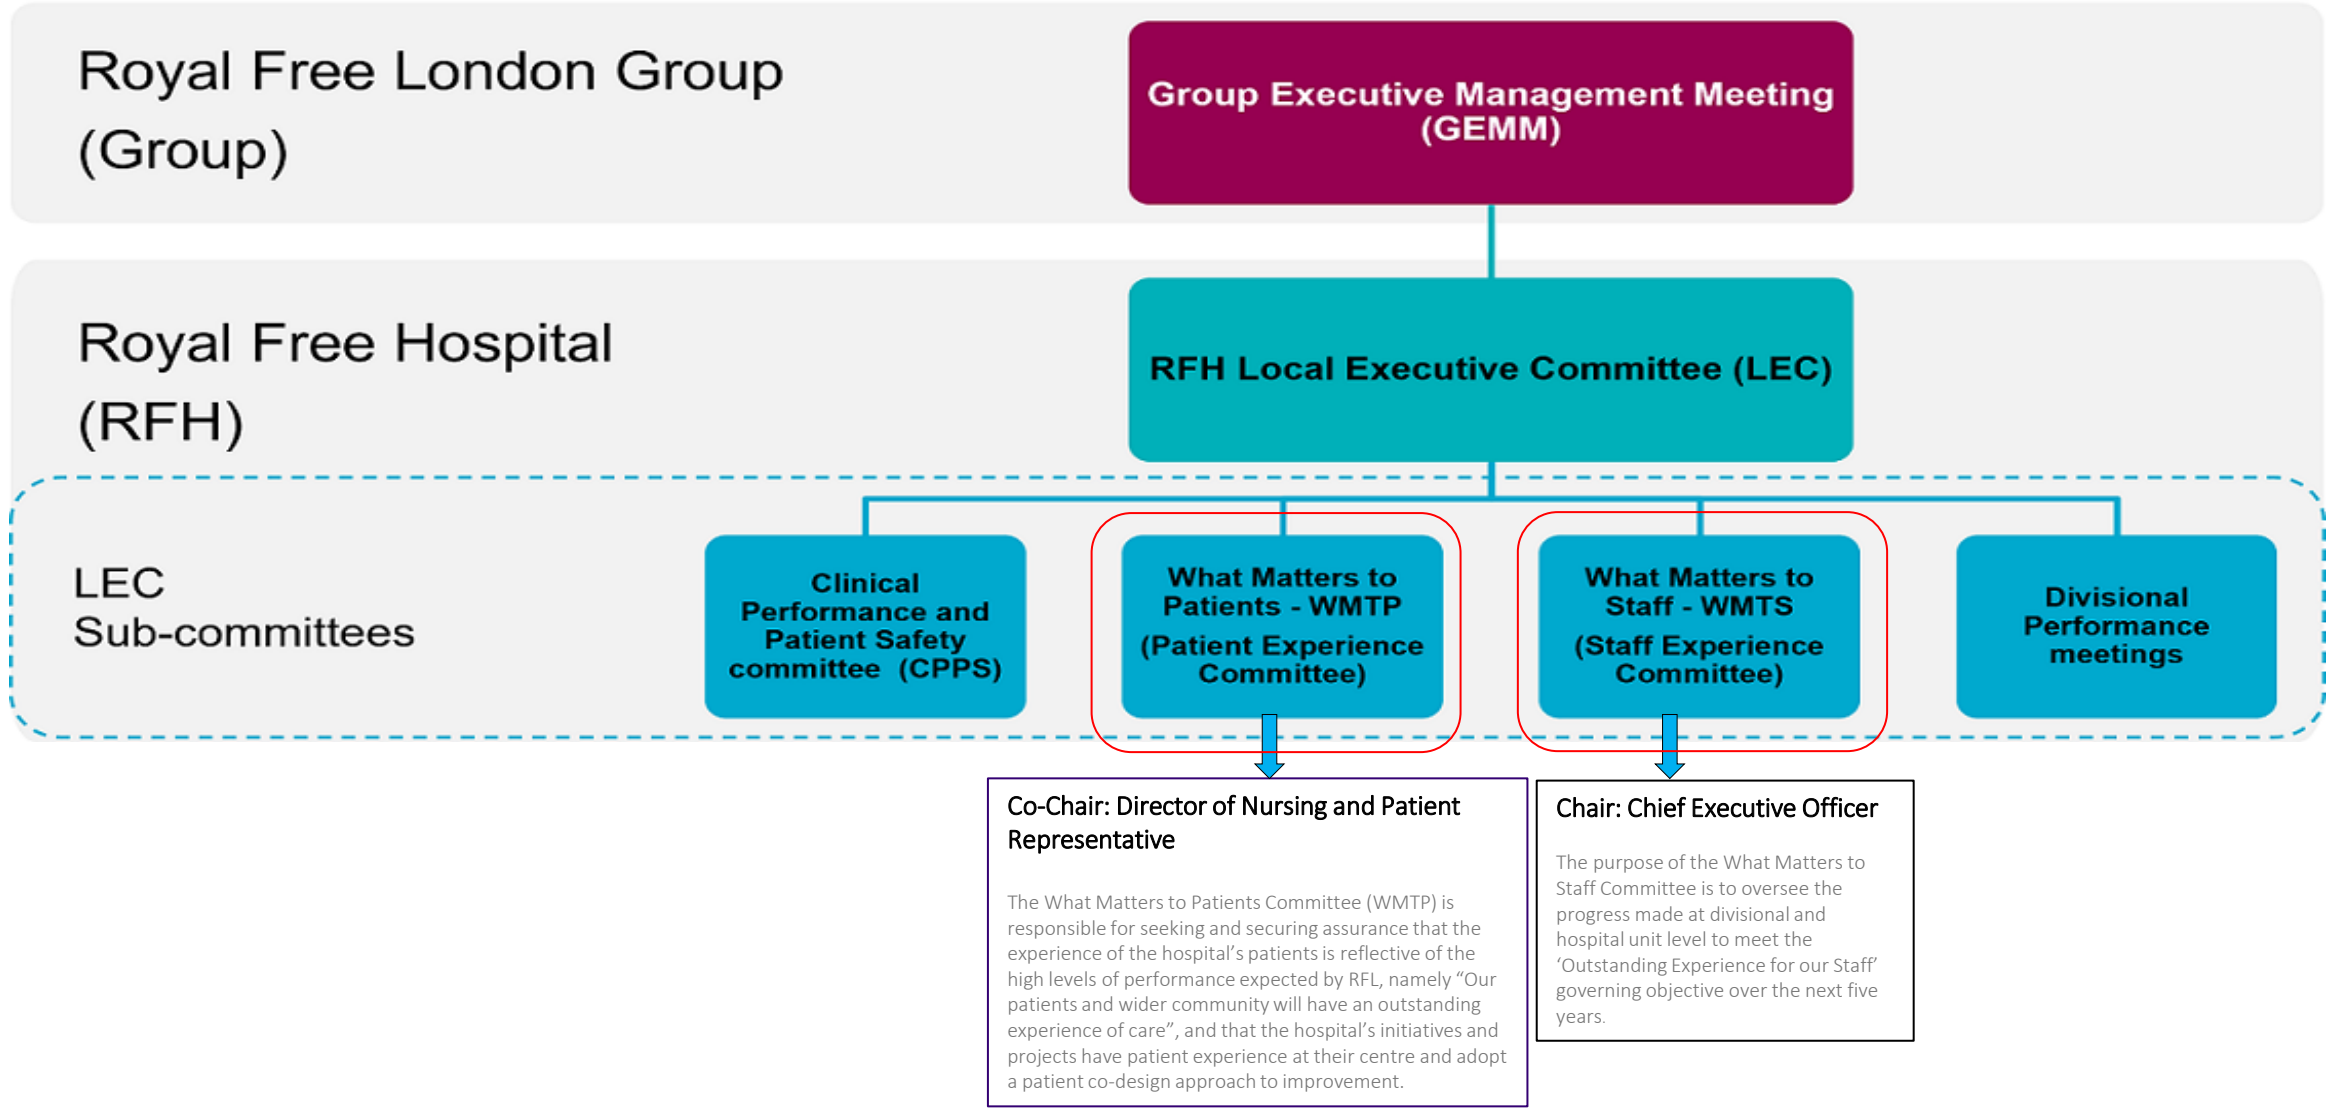 Royal Free London Group
(Group)
Group Executive Management Meeting
(GEMM)
Royal Free Hospital
(RFH)
RFH Local Executive Committee (LEC)
LEC
Sub-committees
Clinical
Performance and
Patient Safety
committee (CPPS)
What Matters to
Patients - WMTP
(Patient Experience
Committee)
What Matters to
Staff - WMTS
(Staff Experience
Committee)
Divisional
Performance
meetings
Co-Chair: Director of Nursing and Patient
Representative
The What Matters to Patients Committee (WMTP) is
responsible for seeking and securing assurance that the
experience of the hospital’s patients is reflective of the
high levels of performance expected by RFL, namely “Our
patients and wider community will have an outstanding
experience of care”, and that the hospital’s initiatives and
projects have patient experience at their centre and adopt
a patient co-design approach to improvement.
Chair: Chief Executive Officer
The purpose of the What Matters to
Staff Committee is to oversee the
progress made at divisional and
hospital unit level to meet the
‘Outstanding Experience for our Staff’
governing objective over the next five
years.